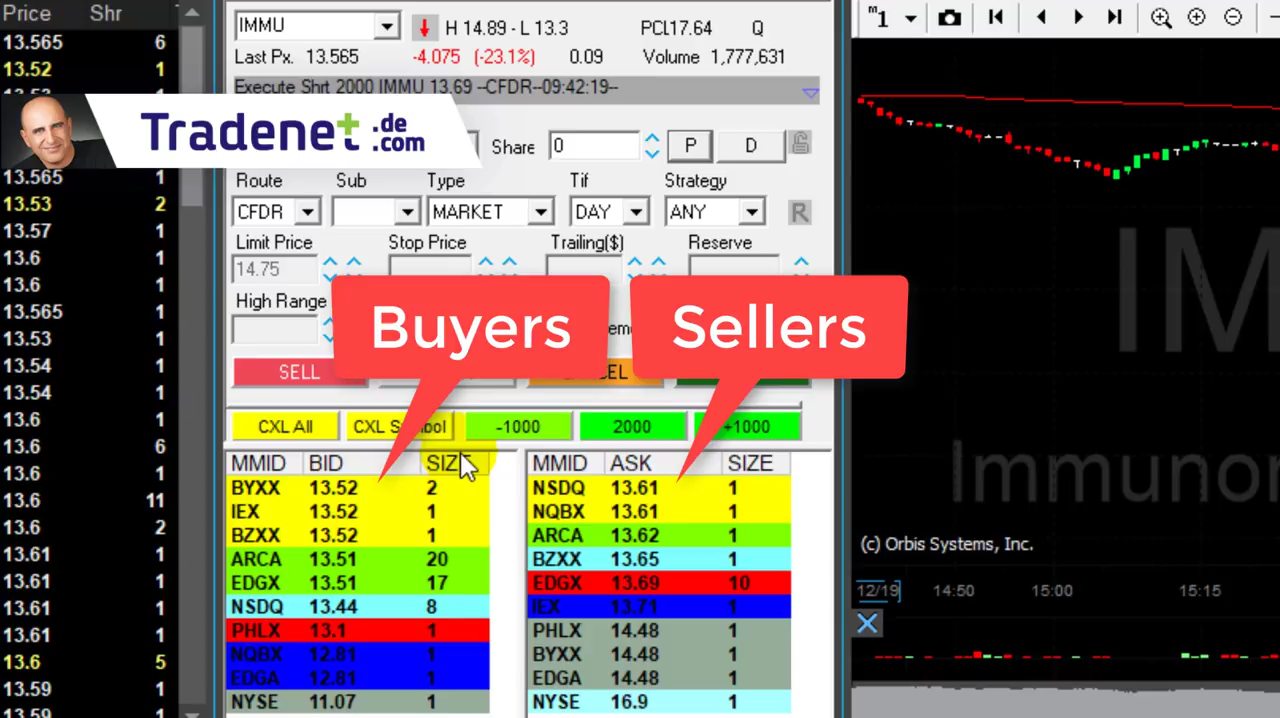 Price Shr
13.565 6
13.52 1
13.565 1
13.53 2
13.57 1
13.6 1
13.6 1
13.565 1
13.53 1
13.54 1
13.54 1
13.6 1
13.6 6
13.6 1
13.6 11
13.6 2
13.61 1
13.61 1
13.61 1
13.61 1
13.6 5
13.59 1
Tradenet .de
.com
IMMU H 14.89 - L 13.3 PCL17.64 Q
Last Px. 13.565 -4.075 (-23.1%) 0.09 Volume 1,777,631
Execute Shrt 2000 IMMU 13.69 --CFDR--09:42:19--
Share 0 P D
Route Sub Type Tif Strategy
CFDR MARKET DAY ANY R
Limit Price Stop Price Trailing($) Reserve
14.75
High Range
Buyers Sellers
SELL
CXL All CXL -1000 2000 +1000
MMID BID SIZE
BYXX 13.52 2
IEX 13.52 1
BZXX 13.52 1
ARCA 13.51 20
EDGX 13.51 17
NSDQ 13.44 8
PHLX 13.1 1
NQBX 12.81 1
EDGA 12.81 1
NYSE 11.07 1
MMID ASK SIZE
NSDQ 13.61 1
NQBX 13.61 1
ARCA 13.62 1
BZXX 13.65 1
EDGX 13.69 10
IEX 13.71 1
PHLX 14.48 1
BYXX 14.48 1
EDGA 14.48 1
NYSE 16.9 1
m1
(c) Orbis Systems, Inc.
12/19 14:50 15:00 15:15